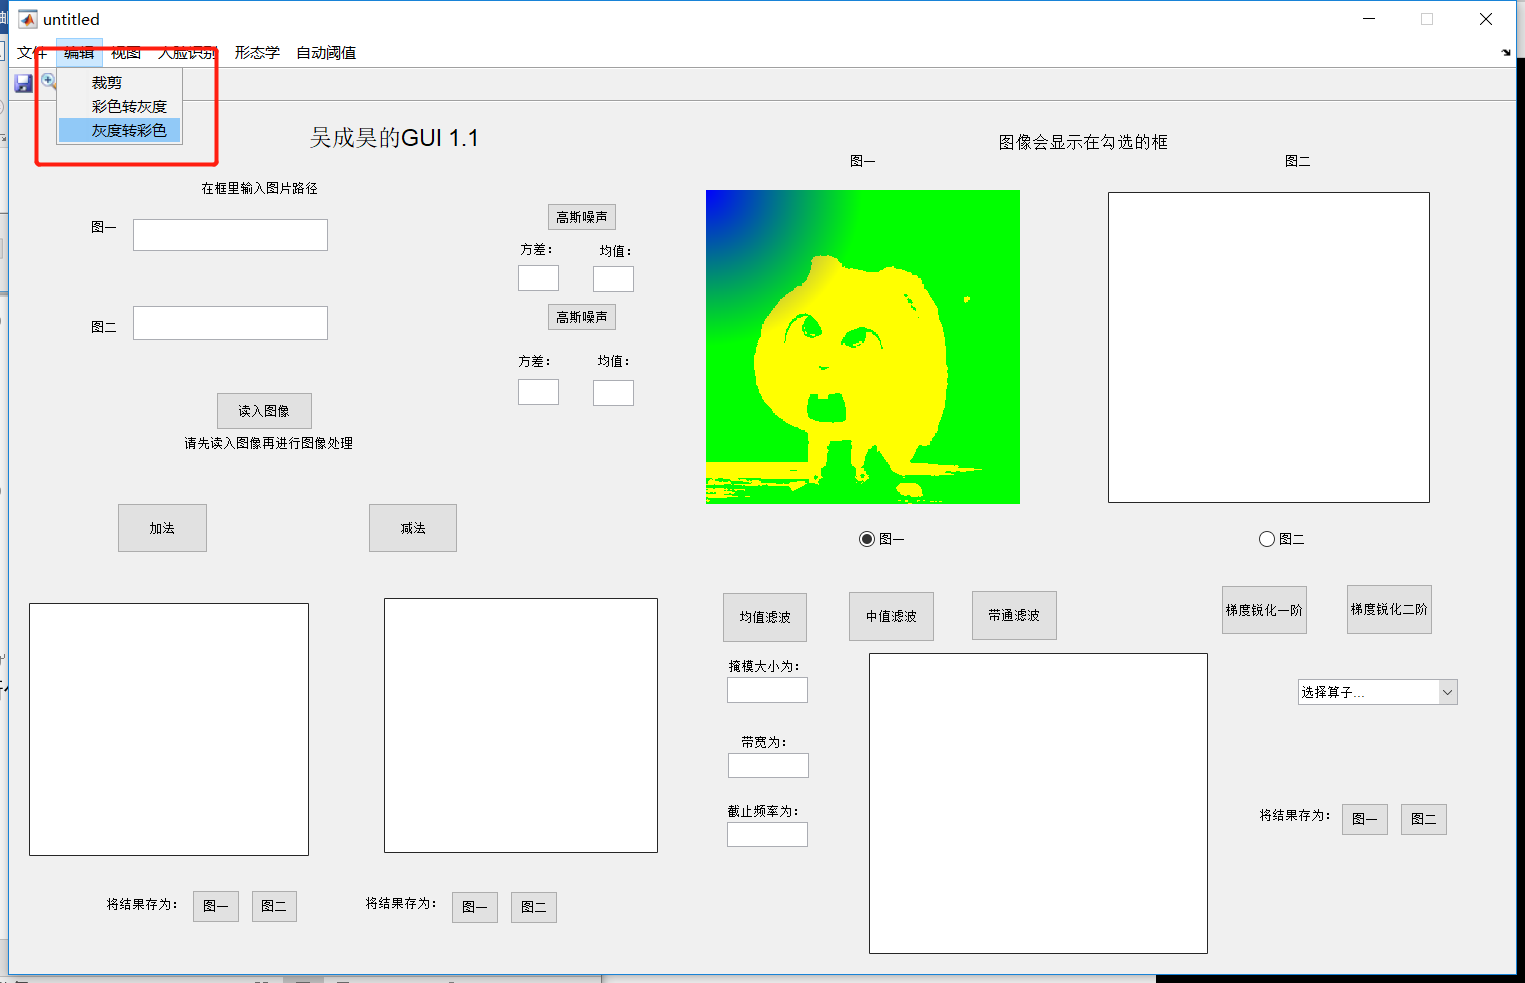 untitled
文件 编辑 视图 人脸识别 形态学 自动阈值
裁剪
彩色转灰度
灰度转彩色
吴成昊的GUI 1.1
图像会显示在勾选的框
图一
图二
在框里输入图片路径
图一
图二
读入图像
请先读入图像再进行图像处理
高斯噪声
方差： 均值：
高斯噪声
方差： 均值：
加法
减法
图一
图二
均值滤波
中值滤波
带通滤波
梯度锐化一阶
梯度锐化二阶
掩模大小为：
选择算子...
带宽为：
截止频率为：
将结果存为： 图一 图二
将结果存为： 图一 图二
将结果存为： 图一 图二